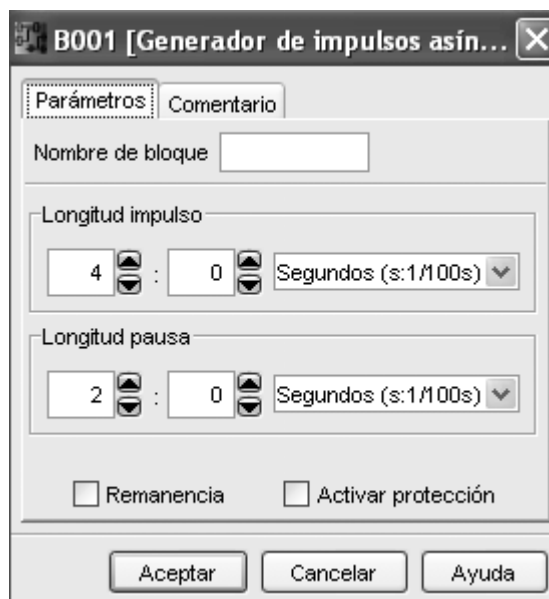 B001 [Generador de impulsos asín...
Parámetros Comentario
Nombre de bloque
Longitud impulso
4 : 0 Segundos (s:1/100s)
Longitud pausa
2 : 0 Segundos (s:1/100s)
Remanencia Activar protección
Aceptar Cancelar Ayuda